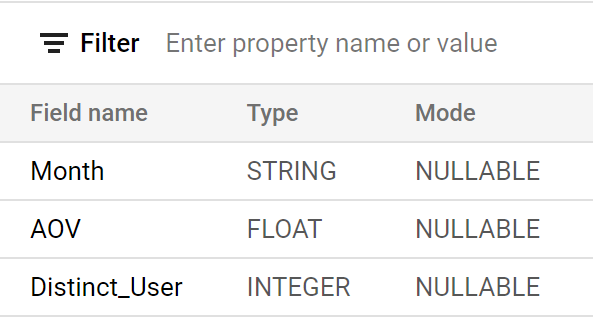 Filter Enter property name or value
Field name Type Mode
Month STRING NULLABLE
AOV FLOAT NULLABLE
Distinct_User INTEGER NULLABLE